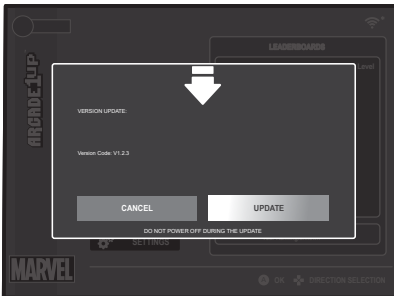 LEADERBOARDS
Level
ARCADE1UP
VERSION UPDATE:
Version Code: V1.2.3
CANCEL
UPDATE
DO NOT POWER OFF DURING THE UPDATE
SETTINGS
MARVEL
OK
DIRECTION SELECTION